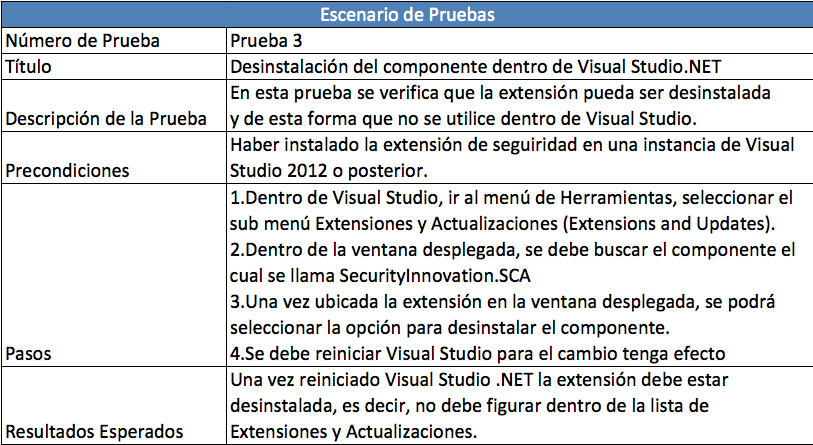 Escenario de Pruebas
Número de Prueba Prueba 3
Título Desinstalación del componente dentro de Visual Studio.NET
En esta prueba se verifica que la extensión pueda ser desinstalada
Descripción de la Prueba y de esta forma que no se utilice dentro de Visual Studio.
Haber instalado la extensión de seguiridad en una instancia de Visual
Precondiciones Studio 2012 o posterior.
1.Dentro de Visual Studio, ir al menú de Herramientas, seleccionar el
sub menú Extensiones y Actualizaciones (Extensions and Updates).
2.Dentro de la ventana desplegada, se debe buscar el componente el
cual se llama SecurityInnovation.SCA
3.Una vez ubicada la extensión en la ventana desplegada, se podrá
seleccionar la opción para desinstalar el componente.
Pasos 4.Se debe reiniciar Visual Studio para el cambio tenga efecto
Una vez reiniciado Visual Studio .NET la extensión debe estar
desinstalada, es decir, no debe figurar dentro de la lista de
Resultados Esperados Extensiones y Actualizaciones.